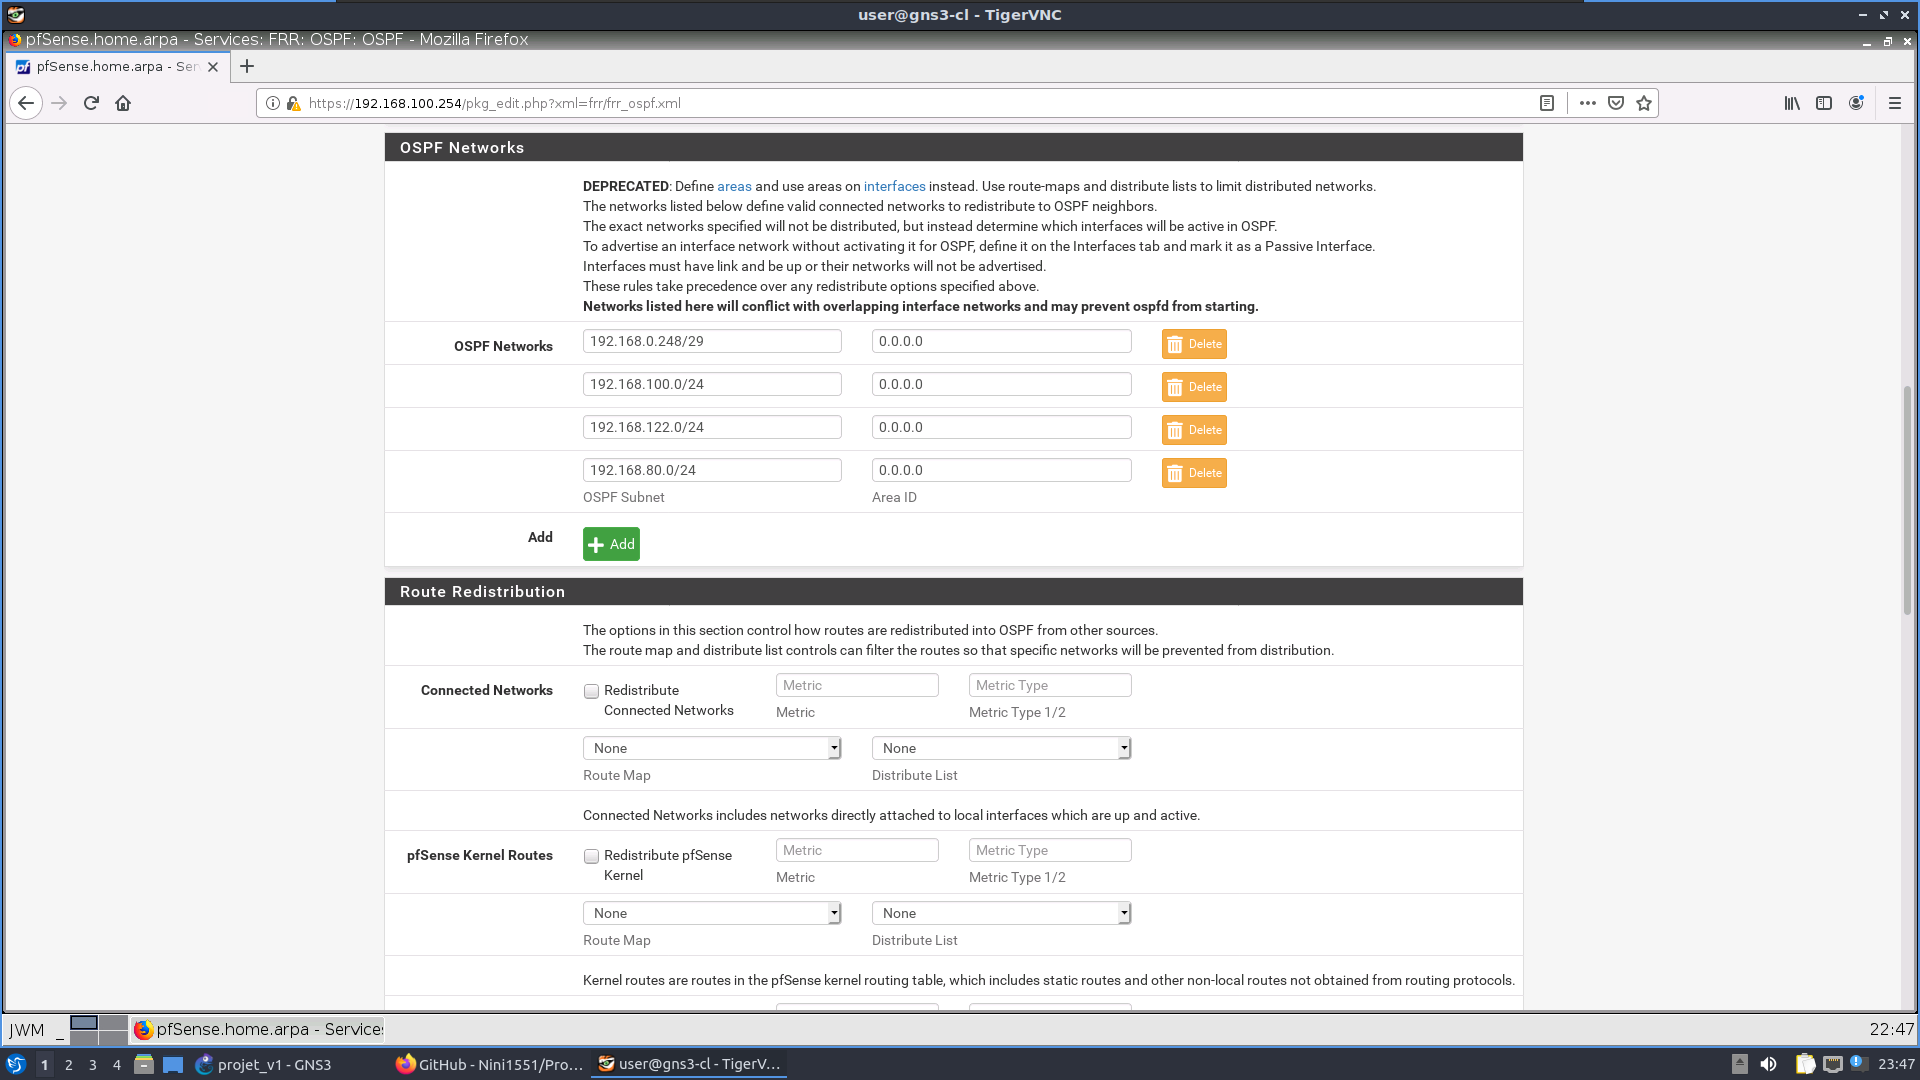 user@gns3-cl - TigerVNC
pfSense.home.arpa - Services: FRR: OSPF: OSPF - Mozilla Firefox
pfSense.home.arpa - Ser
https://192.168.100.254/pkg_edit.php?xml=frr/frr_ospf.xml
OSPF Networks
DEPRECATED: Define areas and use areas on interfaces instead. Use route-maps and distribute lists to limit distributed networks.
The networks listed below define valid connected networks to redistribute to OSPF neighbors.
The exact networks specified will not be distributed, but instead determine which interfaces will be active in OSPF.
To advertise an interface network without activating it for OSPF, define it on the Interfaces tab and mark it as a Passive Interface.
Interfaces must have link and be up or their networks will not be advertised.
These rules take precedence over any redistribute options specified above.
Networks listed here will conflict with overlapping interface networks and may prevent ospfd from starting.
OSPF Networks 192.168.0.248/29 0.0.0.0 Delete
192.168.100.0/24 0.0.0.0 Delete
192.168.122.0/24 0.0.0.0 Delete
192.168.80.0/24 0.0.0.0 Delete
OSPF Subnet Area ID
Add Add
Route Redistribution
The options in this section control how routes are redistributed into OSPF from other sources.
The route map and distribute list controls can filter the routes so that specific networks will be prevented from distribution.
Connected Networks Redistribute Metric Metric Type
Connected Networks Metric Metric Type 1/2
None None
Route Map Distribute List
Connected Networks includes networks directly attached to local interfaces which are up and active.
pfSense Kernel Routes Redistribute pfSense Metric Metric Type
Kernel Metric Metric Type 1/2
None None
Route Map Distribute List
Kernel routes are routes in the pfSense kernel routing table, which includes static routes and other non-local routes not obtained from routing protocols.
JWM _ pfSense.home.arpa - Services 22:47
1 2 3 4 projet_v1 - GNS3 GitHub - Nini1551/Pro... user@gns3-cl - TigerV... 23:47